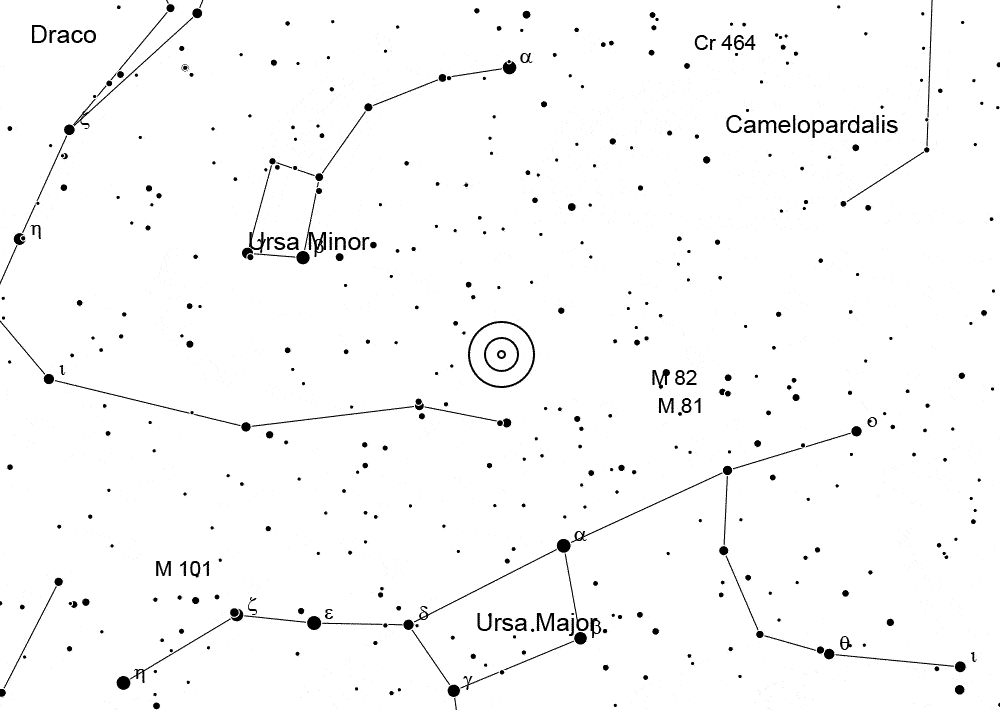 Draco
Cr 464
α
Camelopardalis
ζ
η
Ursa Minor
γ
β
ι
M 82
M 81
ο
α
M 101
ζ
ε
δ
Ursa Major
β
θ
ι
η
γ